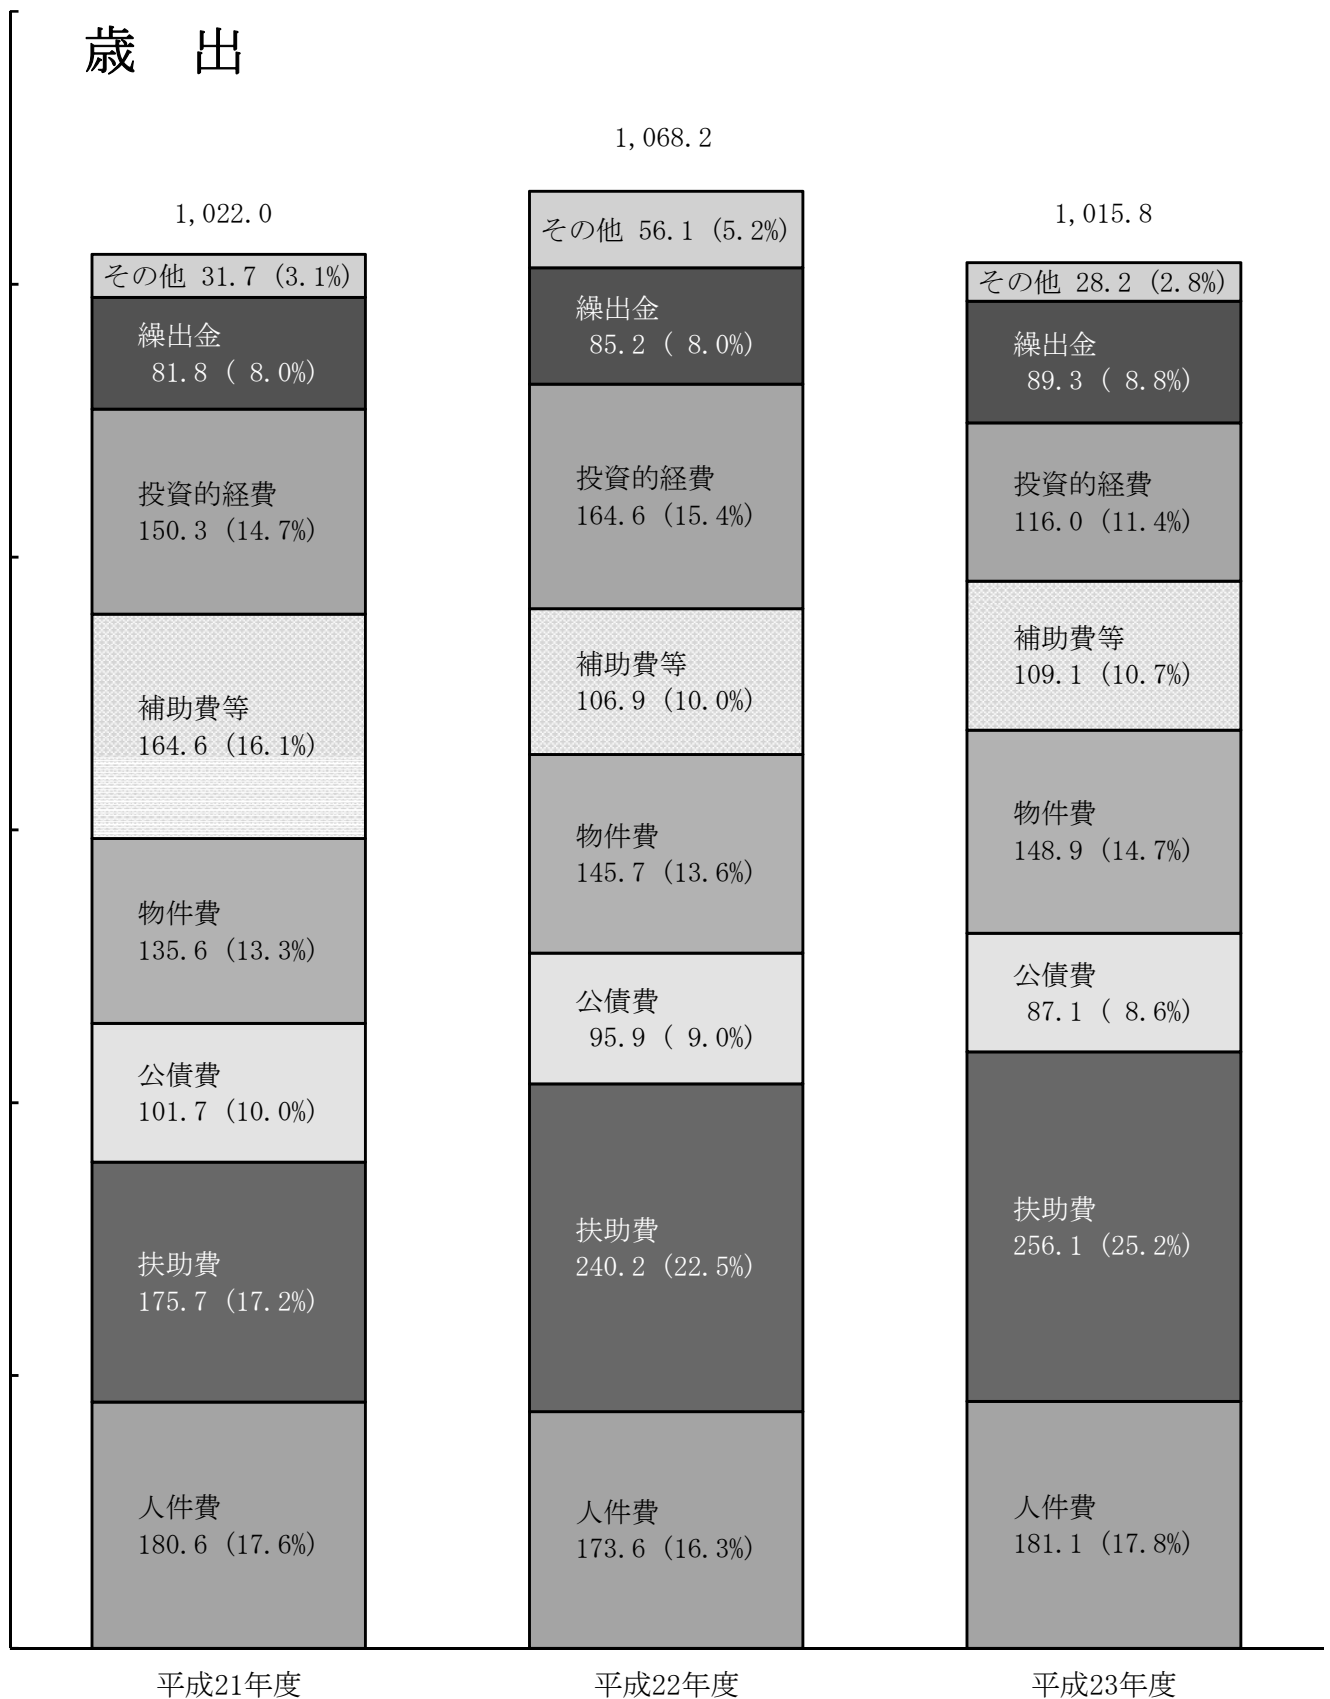 歳　出
1,022.0
その他 31.7 (3.1%)
繰出金
81.8 ( 8.0%)
投資的経費
150.3 (14.7%)
補助費等
164.6 (16.1%)
物件費
135.6 (13.3%)
公債費
101.7 (10.0%)
扶助費
175.7 (17.2%)
人件費
180.6 (17.6%)
平成21年度
1,068.2
その他 56.1 (5.2%)
繰出金
85.2 ( 8.0%)
投資的経費
164.6 (15.4%)
補助費等
106.9 (10.0%)
物件費
145.7 (13.6%)
公債費
95.9 ( 9.0%)
扶助費
240.2 (22.5%)
人件費
173.6 (16.3%)
平成22年度
1,015.8
その他 28.2 (2.8%)
繰出金
89.3 ( 8.8%)
投資的経費
116.0 (11.4%)
補助費等
109.1 (10.7%)
物件費
148.9 (14.7%)
公債費
87.1 ( 8.6%)
扶助費
256.1 (25.2%)
人件費
181.1 (17.8%)
平成23年度